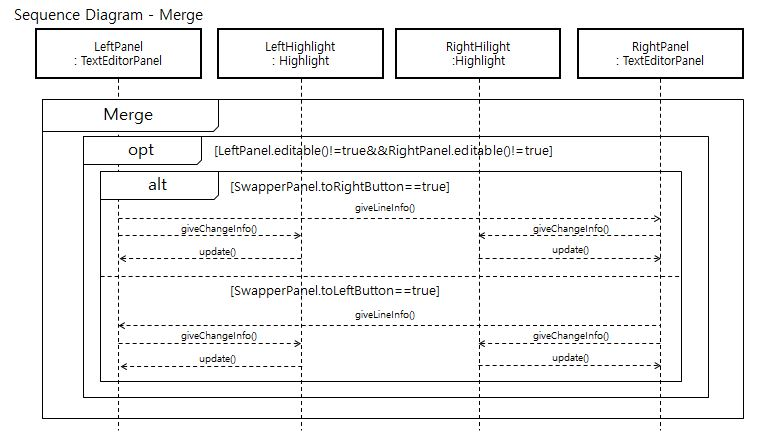 Sequence Diagram - Merge
LeftPanel
: TextEditorPanel
LeftHighlight
: Highlight
RightHilight
:Highlight
RightPanel
: TextEditorPanel
Merge
opt
[LeftPanel.editable()!=true&&RightPanel.editable()!=true]
alt
[SwapperPanel.toRightButton==true]
giveLineInfo()
giveChangeInfo()
giveChangeInfo()
update()
update()
[SwapperPanel.toLeftButton==true]
giveLineInfo()
giveChangeInfo()
giveChangeInfo()
update()
update()